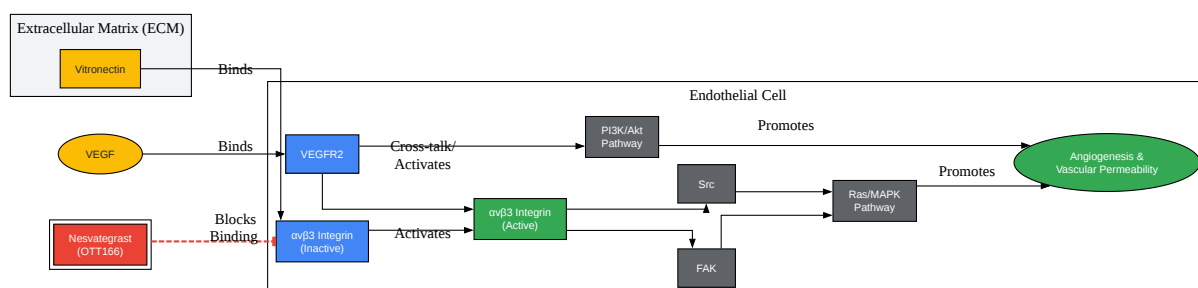 Extracellular Matrix (ECM)
Vitronectin
Binds
Endothelial Cell
VEGF
Binds
VEGFR2
Cross-talk/
Activates
PI3K/Akt
Pathway
Promotes
Angiogenesis &
Vascular Permeability
Src
Ras/MAPK
Pathway
Promotes
Nesvategrast
(OTT166)
Blocks
Binding
αvβ3 Integrin
(Inactive)
Activates
αvβ3 Integrin
(Active)
FAK